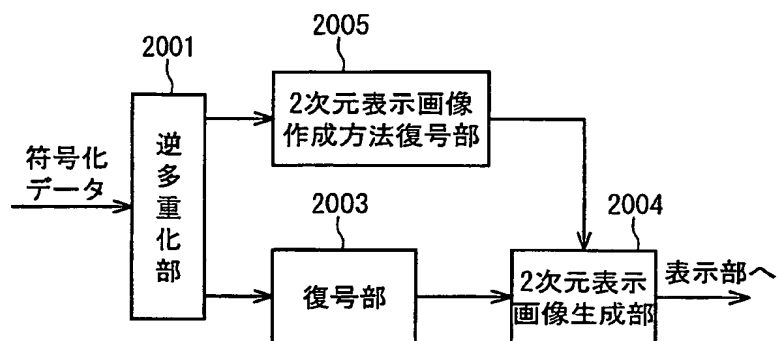 2001
2005
2次元表示画像
作成方法復号部
符号化
データ
逆多重化部
2003
復号部
2004
2次元表示
画像生成部
表示部へ